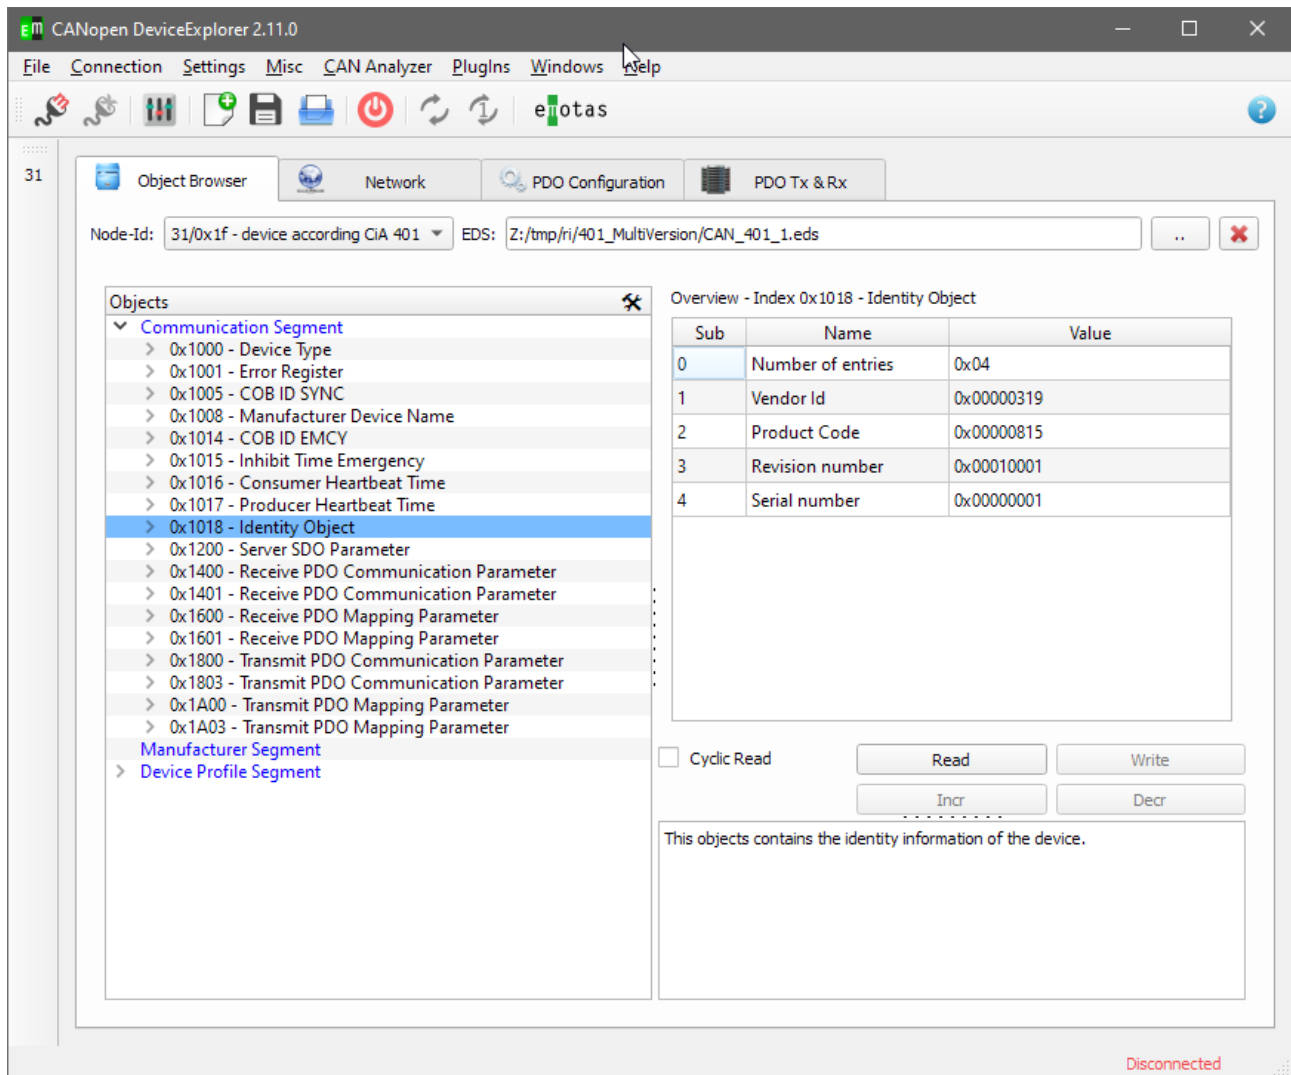 CANopen DeviceExplorer 2.11.0
File Connection Settings Misc CAN Analyzer PlugIns Windows Help
emotas
31
Object Browser Network PDO Configuration PDO Tx & Rx
Node-Id: 31/0x1f - device according CiA 401 EDS: Z:/tmp/ri/401_MultiVersion/CAN_401_1.eds ..
Objects
Communication Segment
0x1000 - Device Type
0x1001 - Error Register
0x1005 - COB ID SYNC
0x1008 - Manufacturer Device Name
0x1014 - COB ID EMCY
0x1015 - Inhibit Time Emergency
0x1016 - Consumer Heartbeat Time
0x1017 - Producer Heartbeat Time
0x1018 - Identity Object
0x1200 - Server SDO Parameter
0x1400 - Receive PDO Communication Parameter
0x1401 - Receive PDO Communication Parameter
0x1600 - Receive PDO Mapping Parameter
0x1601 - Receive PDO Mapping Parameter
0x1800 - Transmit PDO Communication Parameter
0x1803 - Transmit PDO Communication Parameter
0x1A00 - Transmit PDO Mapping Parameter
0x1A03 - Transmit PDO Mapping Parameter
Manufacturer Segment
Device Profile Segment
Overview - Index 0x1018 - Identity Object
Sub Name Value
0 Number of entries 0x04
1 Vendor Id 0x00000319
2 Product Code 0x00000815
3 Revision number 0x00010001
4 Serial number 0x00000001
Cyclic Read Read Write
Incr Decr
This objects contains the identity information of the device.
Disconnected